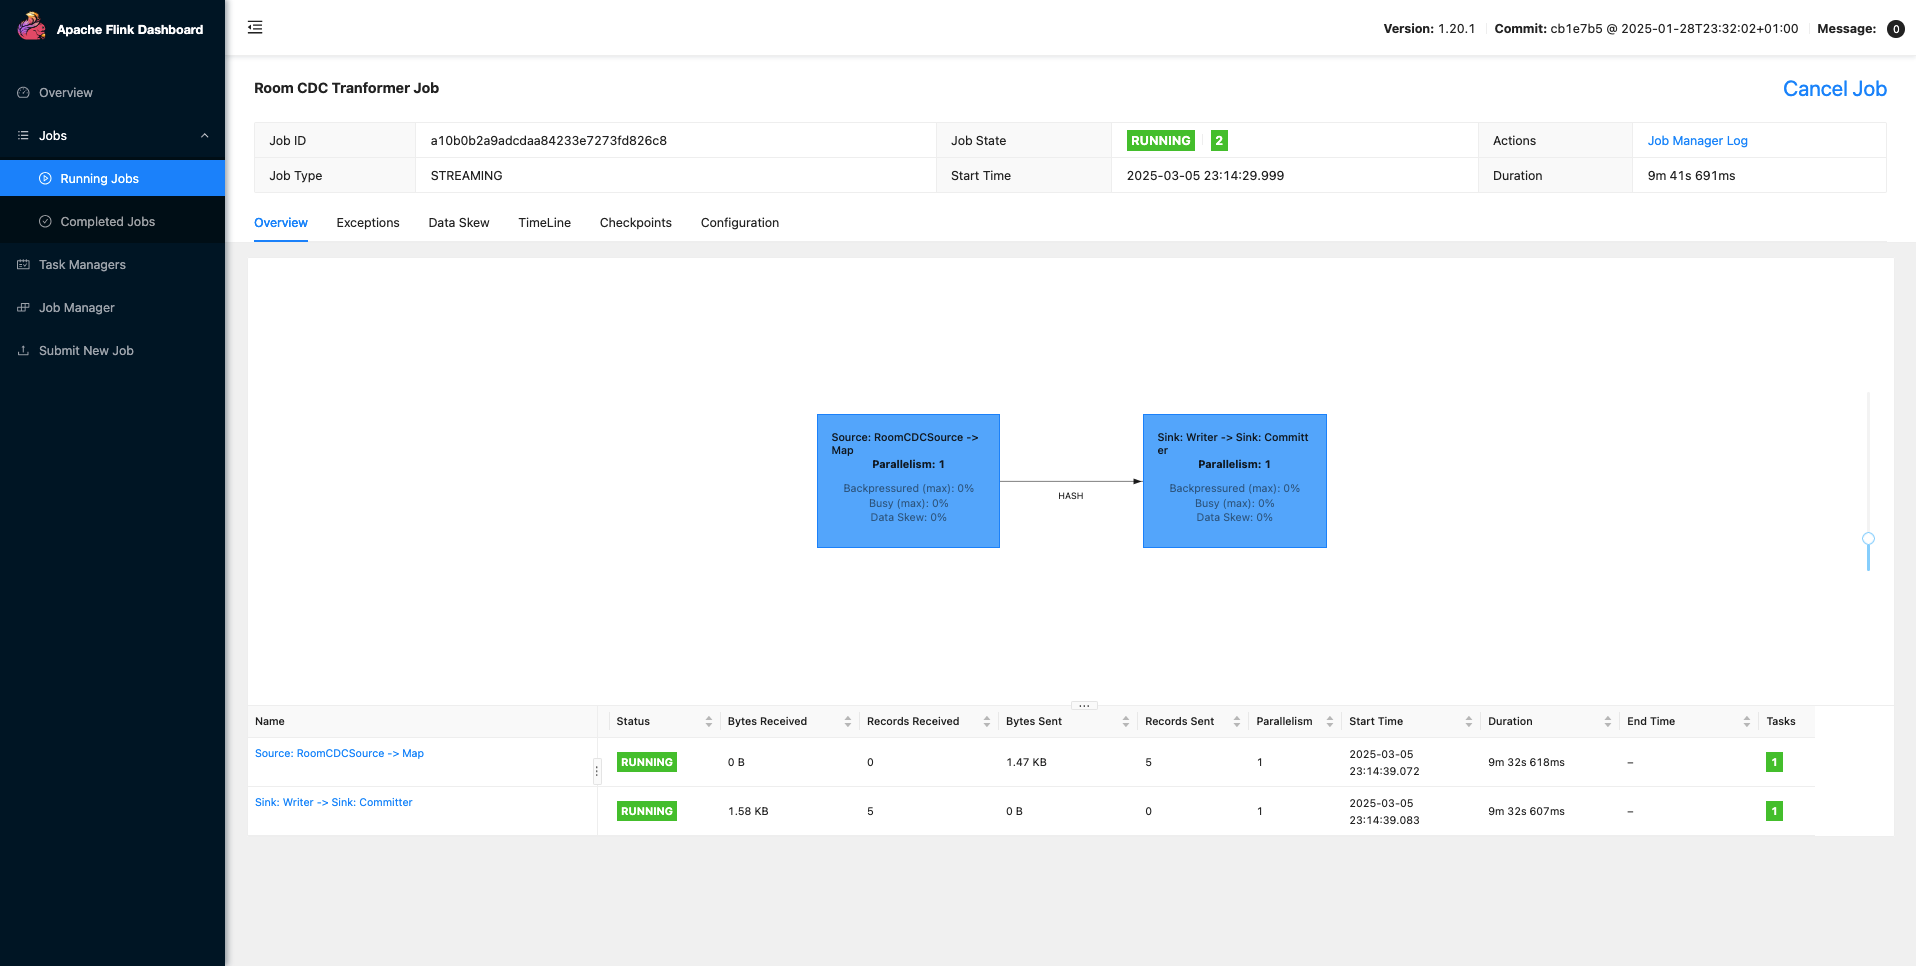 Apache Flink Dashboard
Version: 1.20.1 Commit: cb1e7b5 @ 2025-01-28T23:32:02+01:00 Message: 0
Overview
Jobs
Running Jobs
Completed Jobs
Task Managers
Job Manager
Submit New Job
Room CDC Tranformer Job
Cancel Job
Job ID a10b0b2a9adcdaa84233e7273fd826c8 Job State RUNNING 2 Actions Job Manager Log
Job Type STREAMING Start Time 2025-03-05 23:14:29.999 Duration 9m 41s 691ms
Overview Exceptions Data Skew TimeLine Checkpoints Configuration
Source: RoomCDCSource ->
Map
Parallelism: 1
Backpressured (max): 0%
Busy (max): 0%
Data Skew: 0%
HASH
Sink: Writer -> Sink: Committ
er
Parallelism: 1
Backpressured (max): 0%
Busy (max): 0%
Data Skew: 0%
Name Status Bytes Received Records Received Bytes Sent Records Sent Parallelism Start Time Duration End Time Tasks
Source: RoomCDCSource -> Map RUNNING 0 B 0 1.47 KB 5 1 2025-03-05 23:14:39.072 9m 32s 618ms – 1
Sink: Writer -> Sink: Committer RUNNING 1.58 KB 5 0 B 0 1 2025-03-05 23:14:39.083 9m 32s 607ms – 1